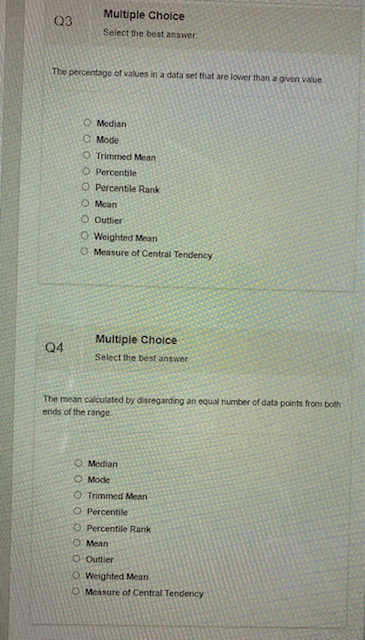 Q3
Multiple Choice
Select the best answer
The percentage of values in a data set that are lower than a given value
Median
Mode
Trimmed Mean
Percentile
Percentile Rank
Mean
Outlier
Weighted Mean
Measure of Central Tendency
Q4
Multiple Choice
Select the best answer
The mean calculated by disregarding an equal number of data points from both
ends of the range.
Median
Mode
Trimmed Mean
Percentile
Percentile Rank
Mean
Outlier
Weighted Mean
Measure of Central Tendency